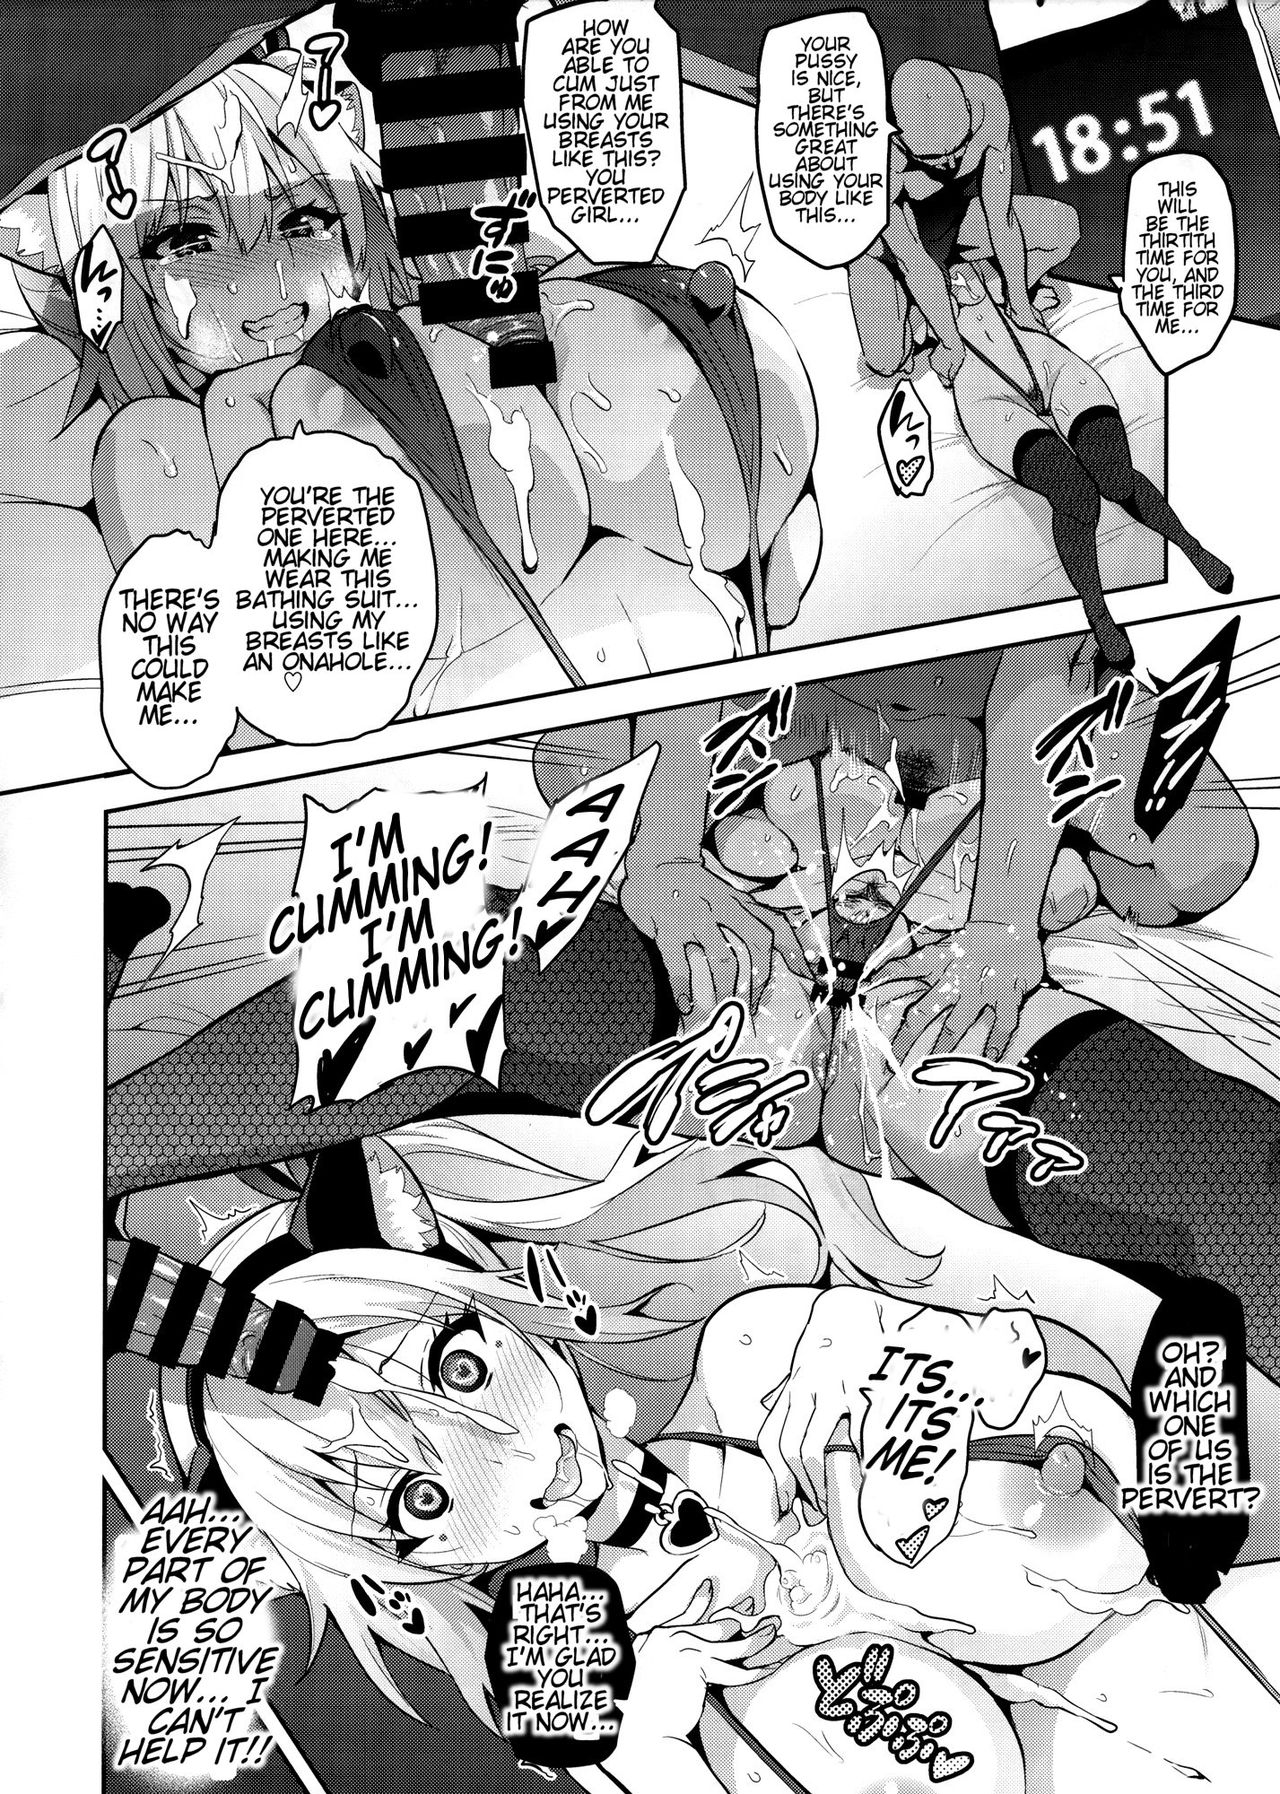 18:51
THIS
WILL
BE THE
THIRTITH
TIME FOR
YOU, AND
THE THIRD
TIME FOR
ME...
YOUR
PUSSY
IS NICE,
BUT
THERE'S
SOMETHING
GREAT
ABOUT
USING YOUR
BODY LIKE
THIS...
HOW
ARE YOU
ABLE TO
CUM JUST
FROM ME
USING YOUR
BREASTS
LIKE THIS?
YOU
PERVERTED
GIRL...
YOU'RE THE
PERVERTED
ONE HERE...
MAKING ME
WEAR THIS
BATHING SUIT...
USING MY
BREASTS LIKE
AN ONAHOLE...
♡
THERE'S
NO WAY
THIS
COULD
MAKE
ME...
AAH!
I'M
CUMMING!
I'M
CUMMING!
OH?
AND
WHICH
ONE
OF US
IS THE
PERVERT?
ITS...
ITS
ME!
HAHA...
THAT'S
RIGHT...
I'M GLAD
YOU
REALIZE
IT NOW...
AAH...
EVERY
PART OF
MY BODY
IS SO
SENSITIVE
NOW... I
CAN'T
HELP IT!!